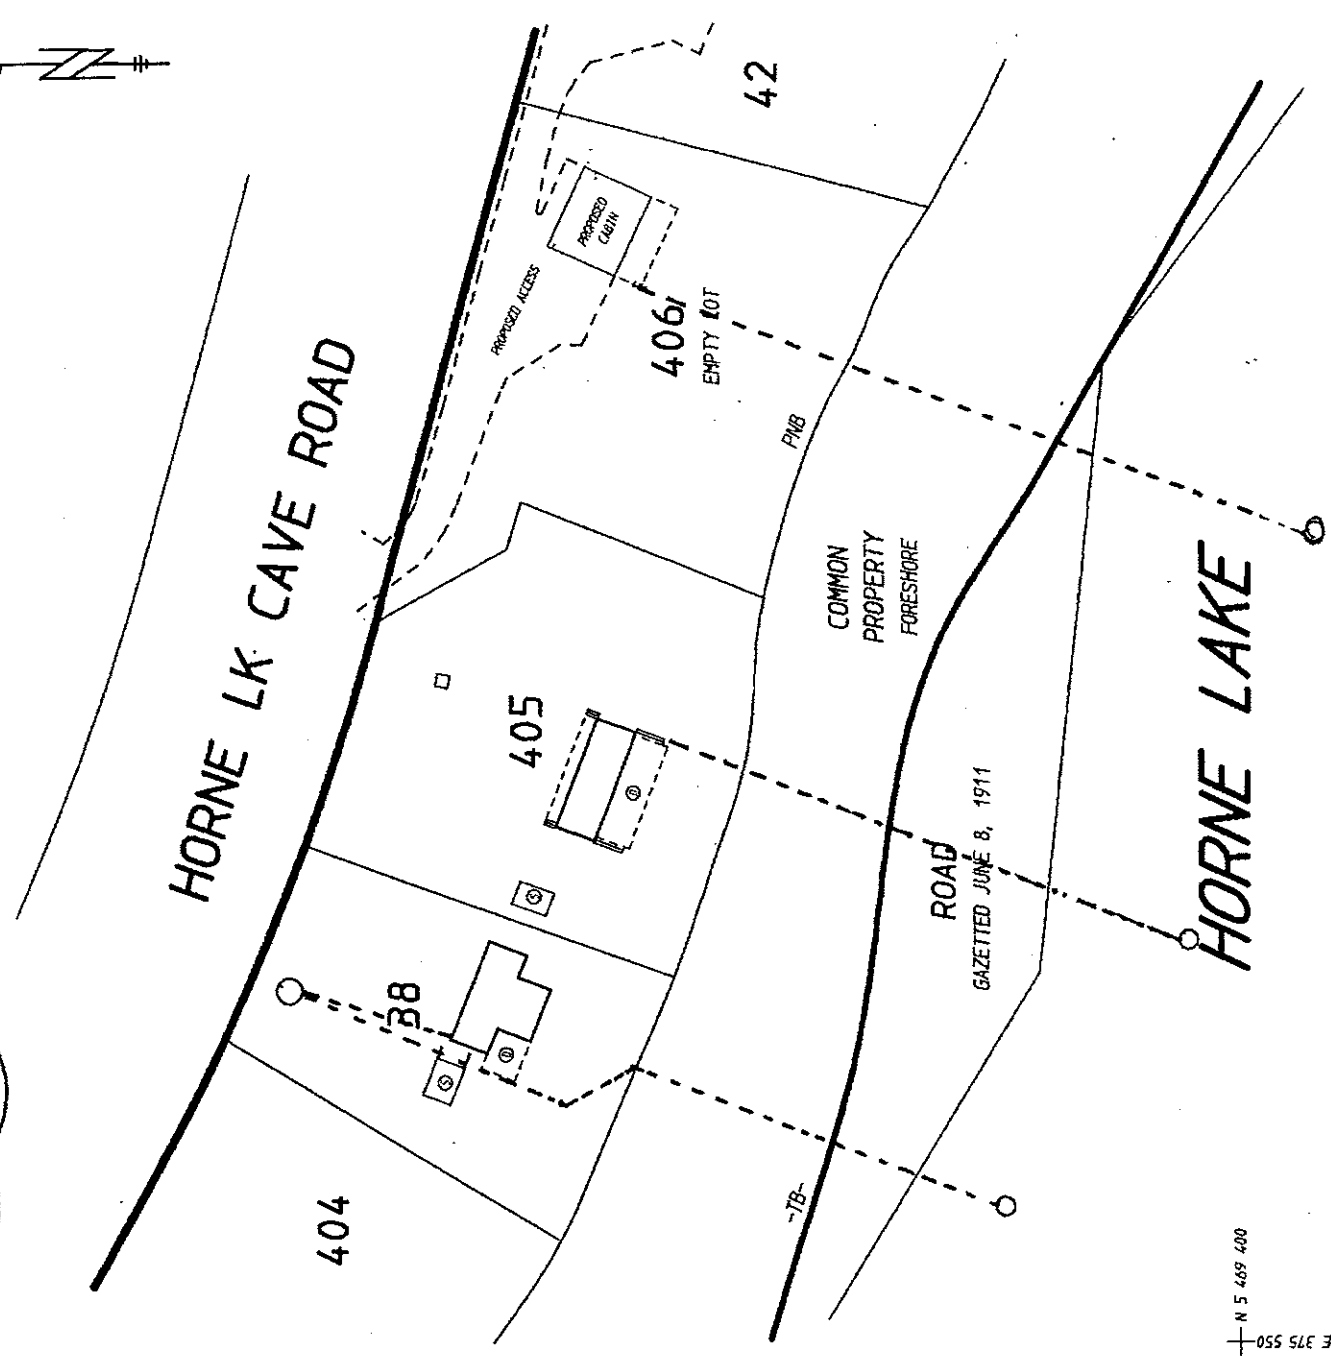 HORNE LK CAVE ROAD
42
PROPOSED
CABIN
PROPOSED ACCESS
406
EMPTY LOT
PNB
COMMON
PROPERTY
FORESHORE
405
D
S
38
S
D
404
ROAD
GAZETTED JUNE 8, 1911
HORNE LAKE
-TB-
N 5 469 400
E 375 550